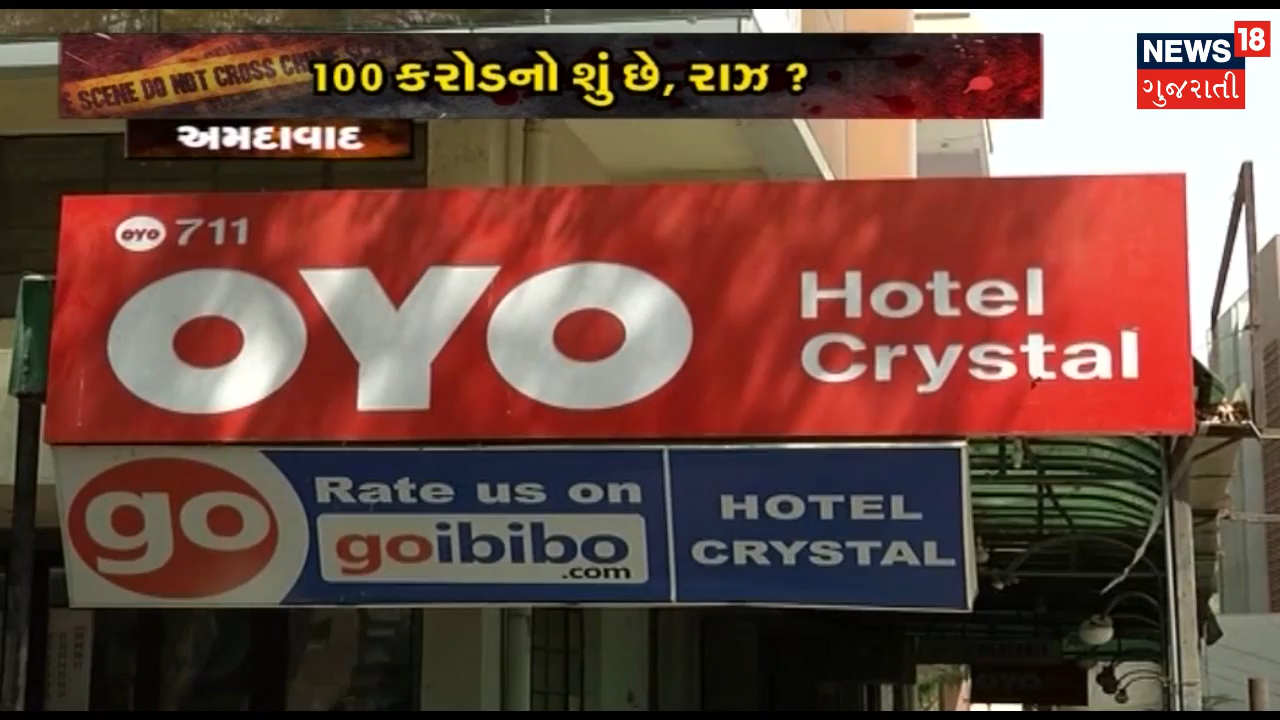 SCENE DO NOT CROSS
100 કરોડનો શું છે, રાઝ ?
NEWS 18
ગુજરાતી
અમદાવાદ
OYO 711
OYO
Hotel
Crystal
go
Rate us on
goibibo
.com
HOTEL
CRYSTAL